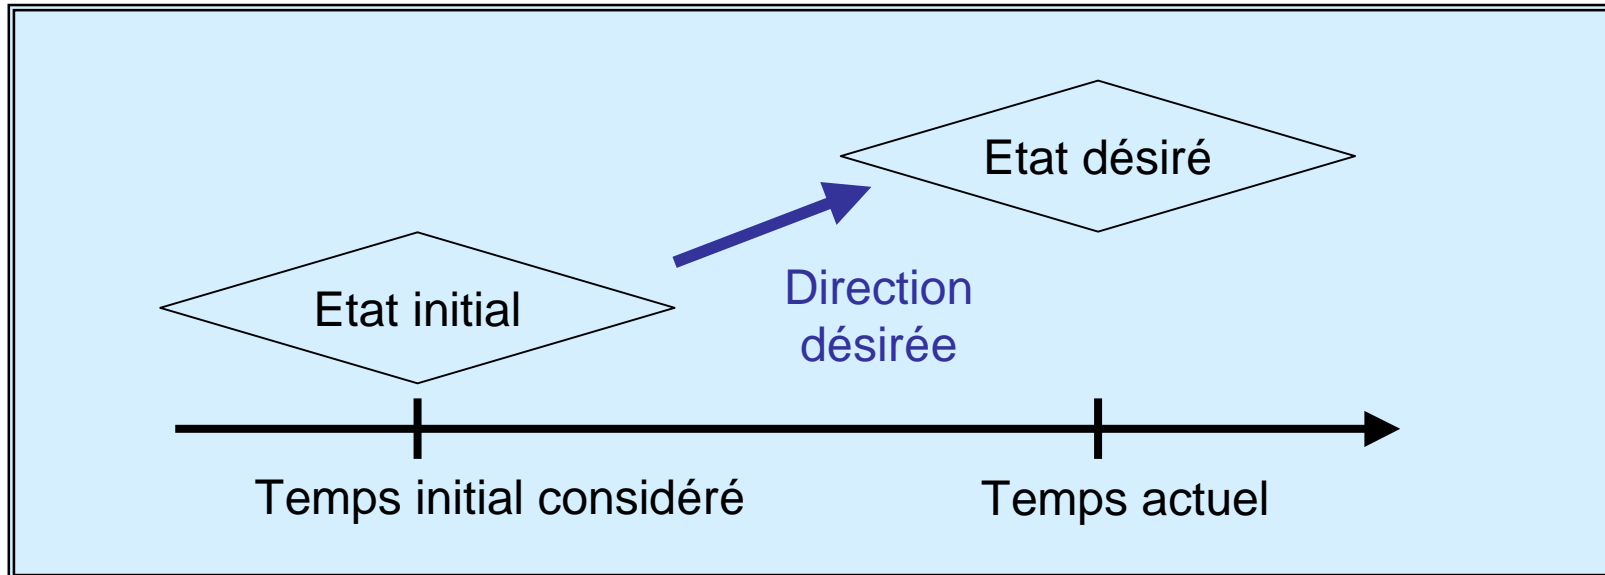 Etat désiré
Etat initial
Direction
désirée
Temps initial considéré
Temps actuel